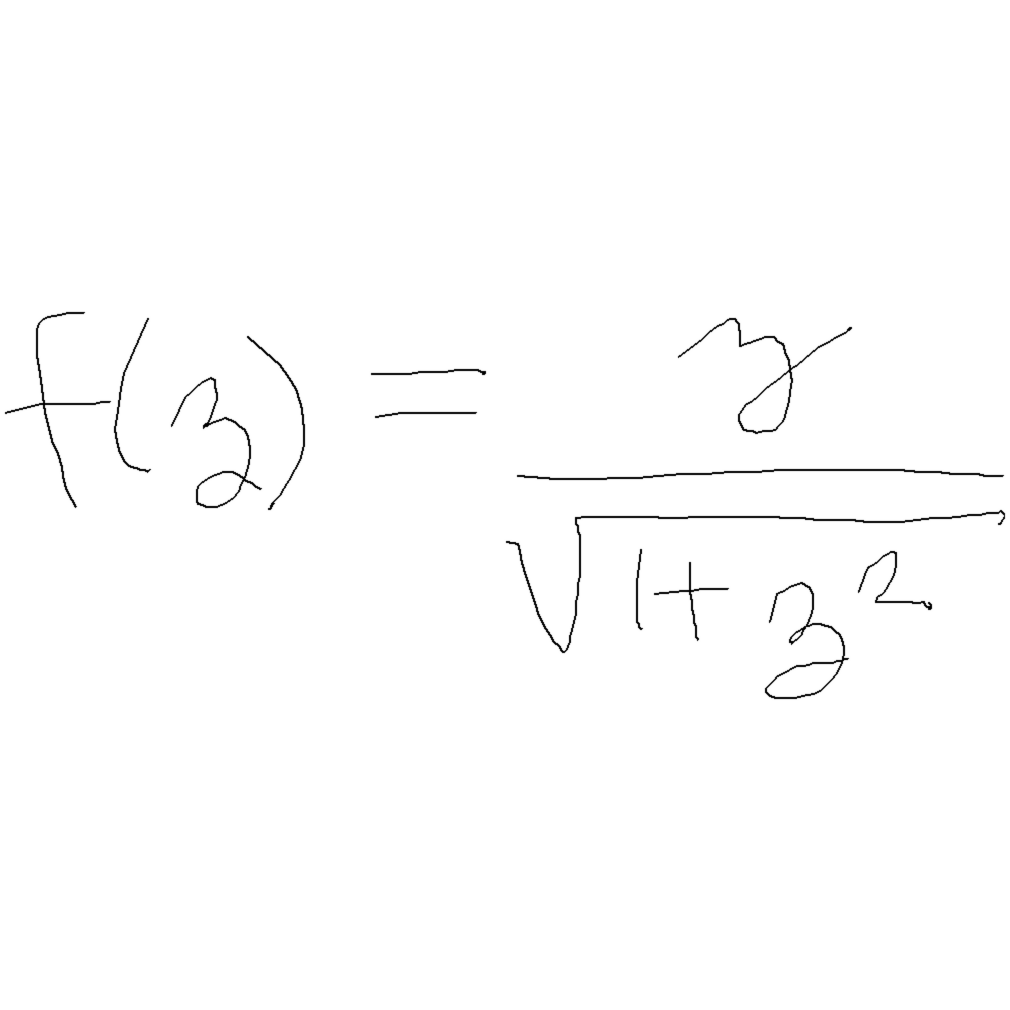 f(z) = z / √(1+z²)